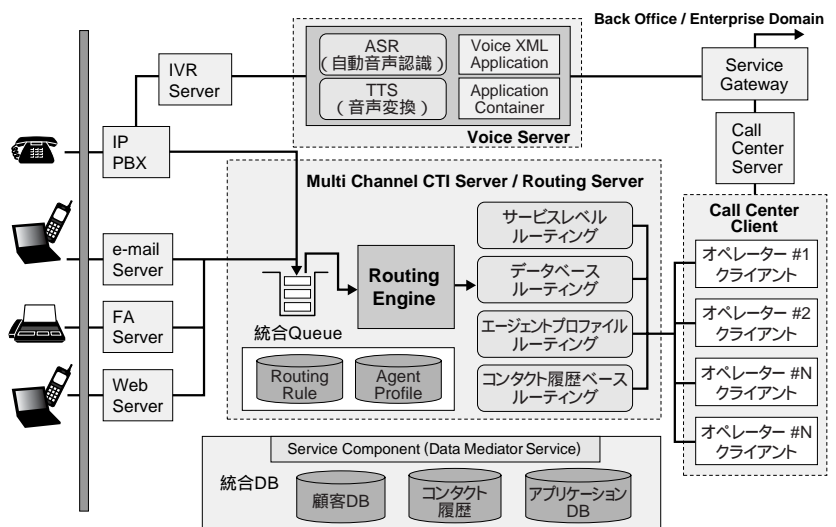 Back Office / Enterprise Domain
ASR
(自動音声認識)
TTS
(音声変換)
Voice XML
Application
Application
Container
Voice Server
IVR
Server
Service
Gateway
IP
PBX
Call
Center
Server
Multi Channel CTI Server / Routing Server
Call Center
Client
サービスレベル
ルーティング
データベース
ルーティング
エージェントプロファイル
ルーティング
コンタクト履歴ベース
ルーティング
オペレーター #1
クライアント
オペレーター #2
クライアント
オペレーター #N
クライアント
オペレーター #N
クライアント
e-mail
Server
FA
Server
Web
Server
統合Queue
Routing
Engine
Routing
Rule
Agent
Profile
Service Component (Data Mediator Service)
統合DB
顧客DB
コンタクト
履歴
アプリケーション
DB